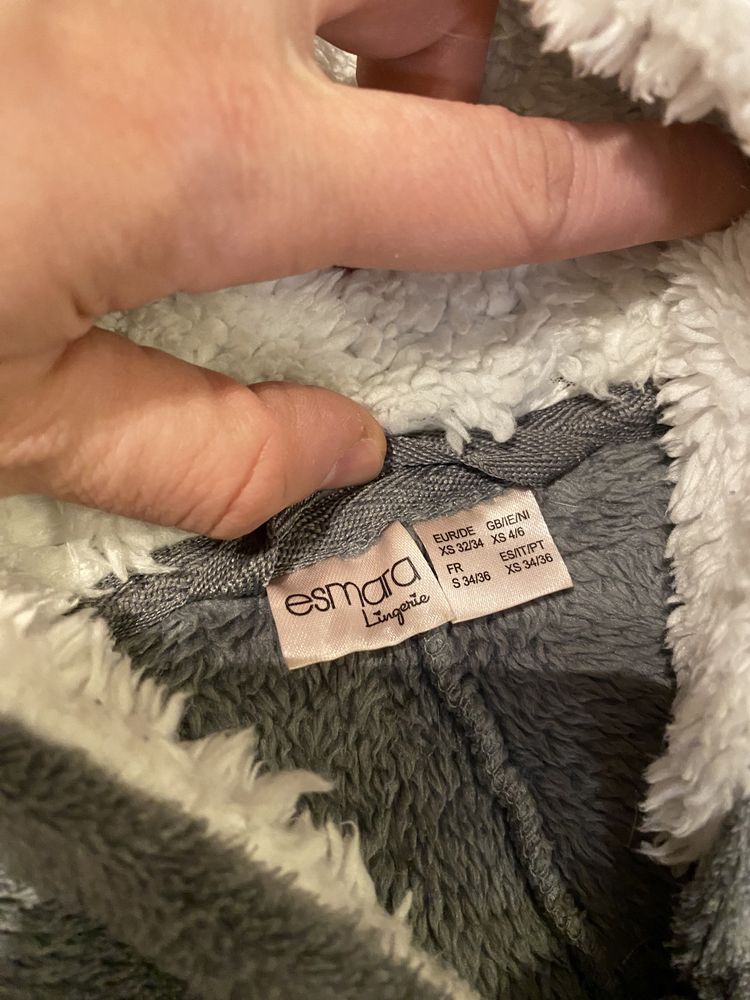 esmara
Lingerie
EUR/DE GB/IE/NI
XS 32/34 XS 4/6
FR ES/IT/PT
S 34/36 XS 34/36